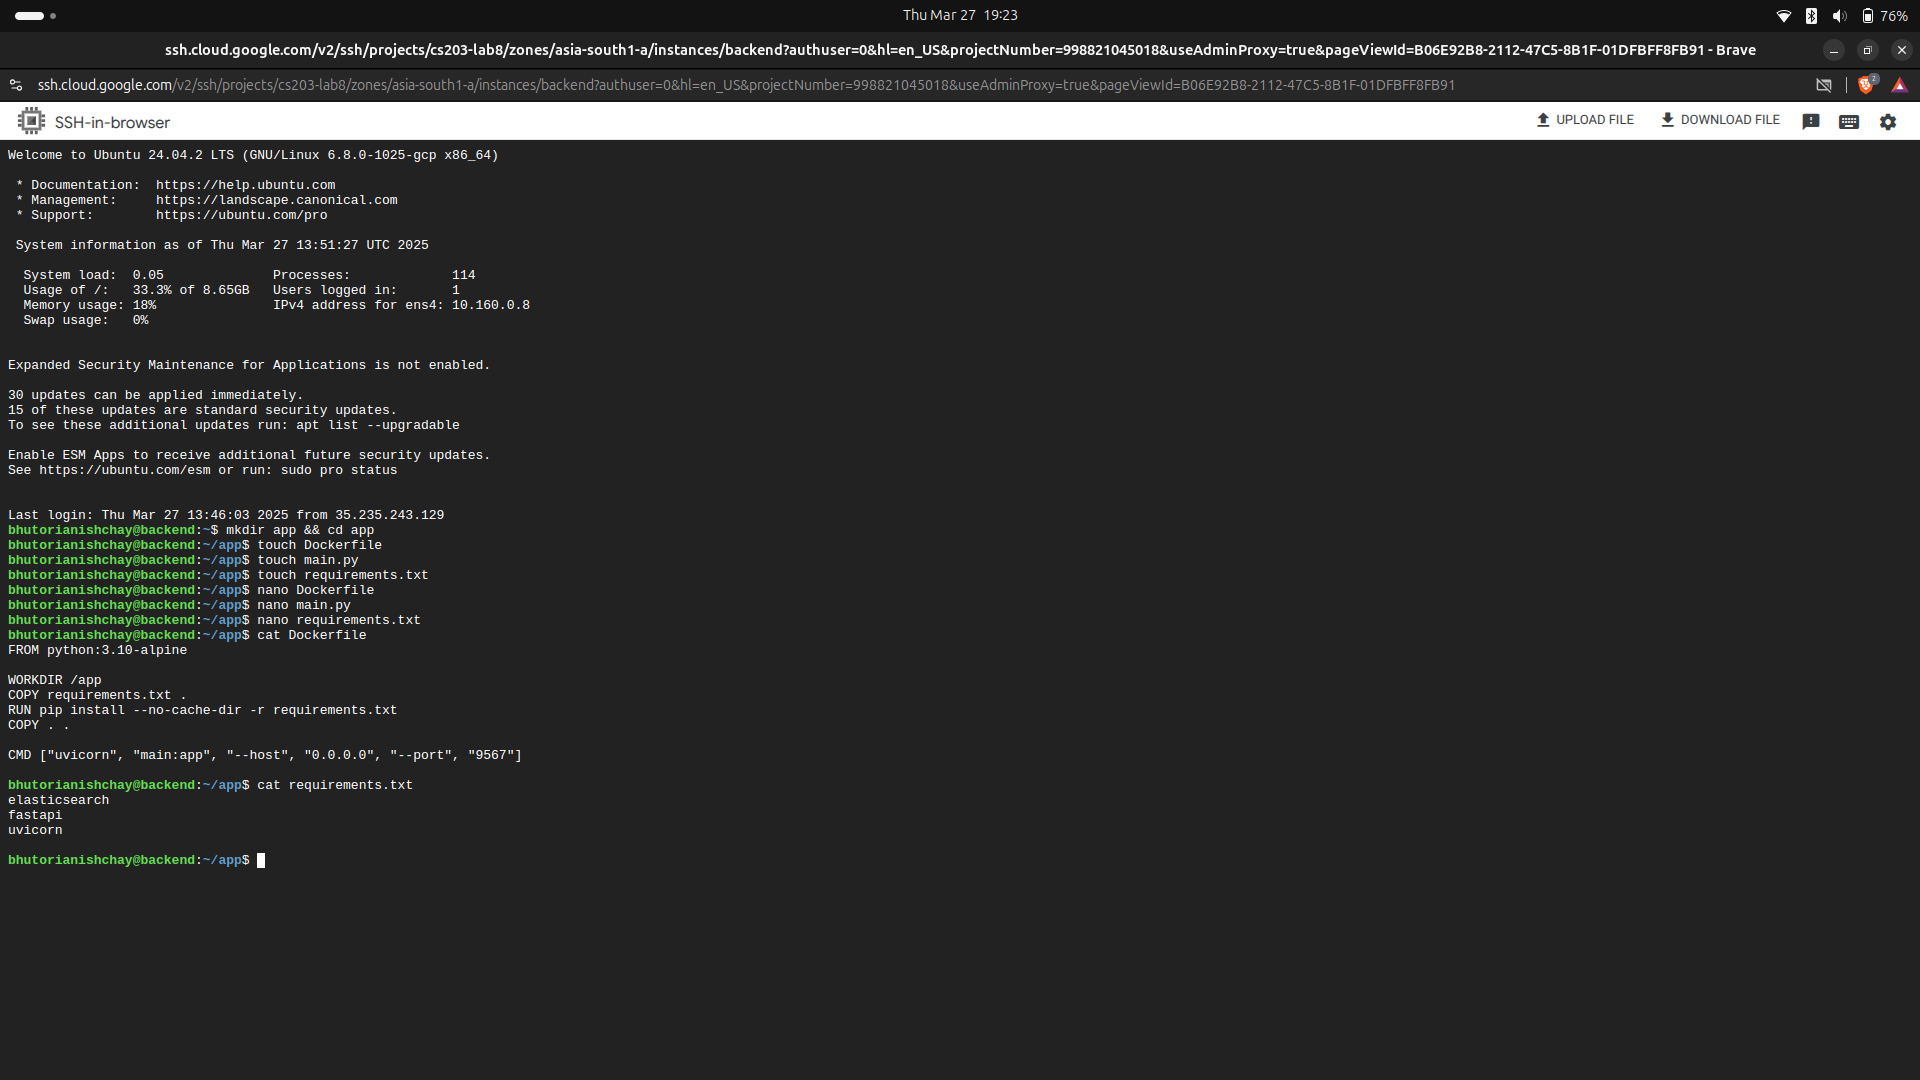 Thu Mar 27 19:23
76%
ssh.cloud.google.com/v2/ssh/projects/cs203-lab8/zones/asia-south1-a/instances/backend?authuser=0&hl=en_US&projectNumber=998821045018&useAdminProxy=true&pageViewId=B06E92B8-2112-47C5-8B1F-01DFBFF8FB91 - Brave
ssh.cloud.google.com/v2/ssh/projects/cs203-lab8/zones/asia-south1-a/instances/backend?authuser=0&hl=en_US&projectNumber=998821045018&useAdminProxy=true&pageViewId=B06E92B8-2112-47C5-8B1F-01DFBFF8FB91
2
SSH-in-browser
UPLOAD FILE
DOWNLOAD FILE
Welcome to Ubuntu 24.04.2 LTS (GNU/Linux 6.8.0-1025-gcp x86_64)
* Documentation:  https://help.ubuntu.com
* Management:     https://landscape.canonical.com
* Support:        https://ubuntu.com/pro
System information as of Thu Mar 27 13:51:27 UTC 2025
System load:  0.05              Processes:             114
Usage of /:   33.3% of 8.65GB   Users logged in:       1
Memory usage: 18%               IPv4 address for ens4: 10.160.0.8
Swap usage:   0%
Expanded Security Maintenance for Applications is not enabled.
30 updates can be applied immediately.
15 of these updates are standard security updates.
To see these additional updates run: apt list --upgradable
Enable ESM Apps to receive additional future security updates.
See https://ubuntu.com/esm or run: sudo pro status
Last login: Thu Mar 27 13:46:03 2025 from 35.235.243.129
bhutorianishchay@backend:~$ mkdir app && cd app
bhutorianishchay@backend:~/app$ touch Dockerfile
bhutorianishchay@backend:~/app$ touch main.py
bhutorianishchay@backend:~/app$ touch requirements.txt
bhutorianishchay@backend:~/app$ nano Dockerfile
bhutorianishchay@backend:~/app$ nano main.py
bhutorianishchay@backend:~/app$ nano requirements.txt
bhutorianishchay@backend:~/app$ cat Dockerfile
FROM python:3.10-alpine
WORKDIR /app
COPY requirements.txt .
RUN pip install --no-cache-dir -r requirements.txt
COPY . .
CMD ["uvicorn", "main:app", "--host", "0.0.0.0", "--port", "9567"]
bhutorianishchay@backend:~/app$ cat requirements.txt
elasticsearch
fastapi
uvicorn
bhutorianishchay@backend:~/app$